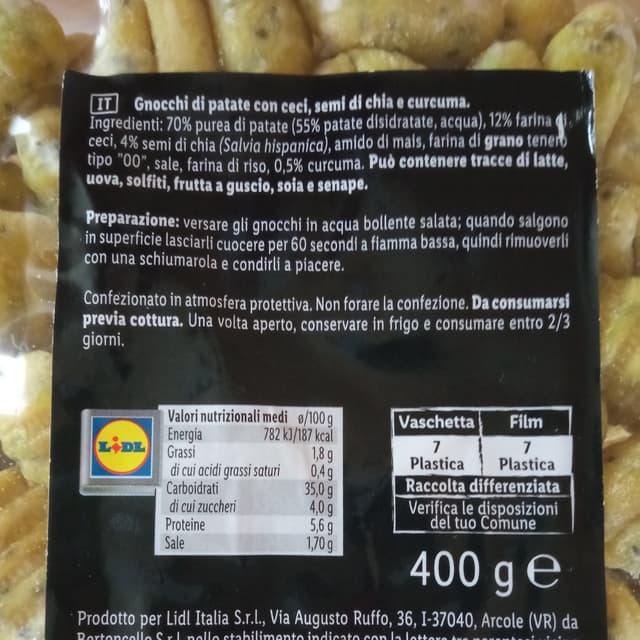 IT Gnocchi di patate con ceci, semi di chia e curcuma.
Ingredienti: 70% purea di patate (55% patate disidratate, acqua), 12% farina di
ceci, 4% semi di chia (Salvia hispanica), amido di mais, farina di grano tenero
tipo "00", sale, farina di riso, 0,5% curcuma. Può contenere tracce di latte,
uova, solfiti, frutta a guscio, soia e senape.
Preparazione: versare gli gnocchi in acqua bollente salata; quando salgono
in superficie lasciarli cuocere per 60 secondi a fiamma bassa, quindi rimuoverli
con una schiumarola e condirli a piacere.
Confezionato in atmosfera protettiva. Non forare la confezione. Da consumarsi
previa cottura. Una volta aperto, conservare in frigo e consumare entro 2/3
giorni.
LIDL
Valori nutrizionali medi ø/100 g
Energia 782 kJ/187 kcal
Grassi 1,8 g
di cui acidi grassi saturi 0,4 g
Carboidrati 35,0 g
di cui zuccheri 4,0 g
Proteine 5,6 g
Sale 1,70 g
Vaschetta Film
7 7
Plastica Plastica
Raccolta differenziata
Verifica le disposizioni
del tuo Comune
400 g e
Prodotto per Lidl Italia S.r.l., Via Augusto Ruffo, 36, I-37040, Arcole (VR) da
Bertoncello S.r.l. nello stabilimento indicato con la lettera tra